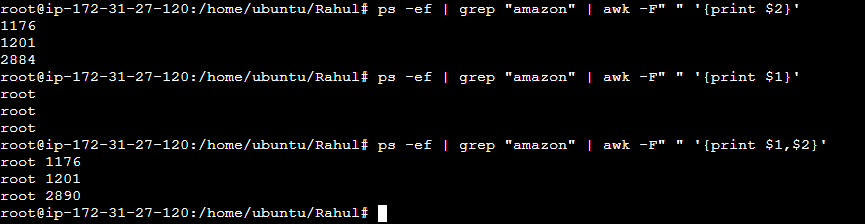 root@ip-172-31-27-120:/home/ubuntu/Rahul# ps -ef | grep "amazon" | awk -F" " '{print $2}'
1176
1201
2884
root@ip-172-31-27-120:/home/ubuntu/Rahul# ps -ef | grep "amazon" | awk -F" " '{print $1}'
root
root
root
root@ip-172-31-27-120:/home/ubuntu/Rahul# ps -ef | grep "amazon" | awk -F" " '{print $1,$2}'
root 1176
root 1201
root 2890
root@ip-172-31-27-120:/home/ubuntu/Rahul#